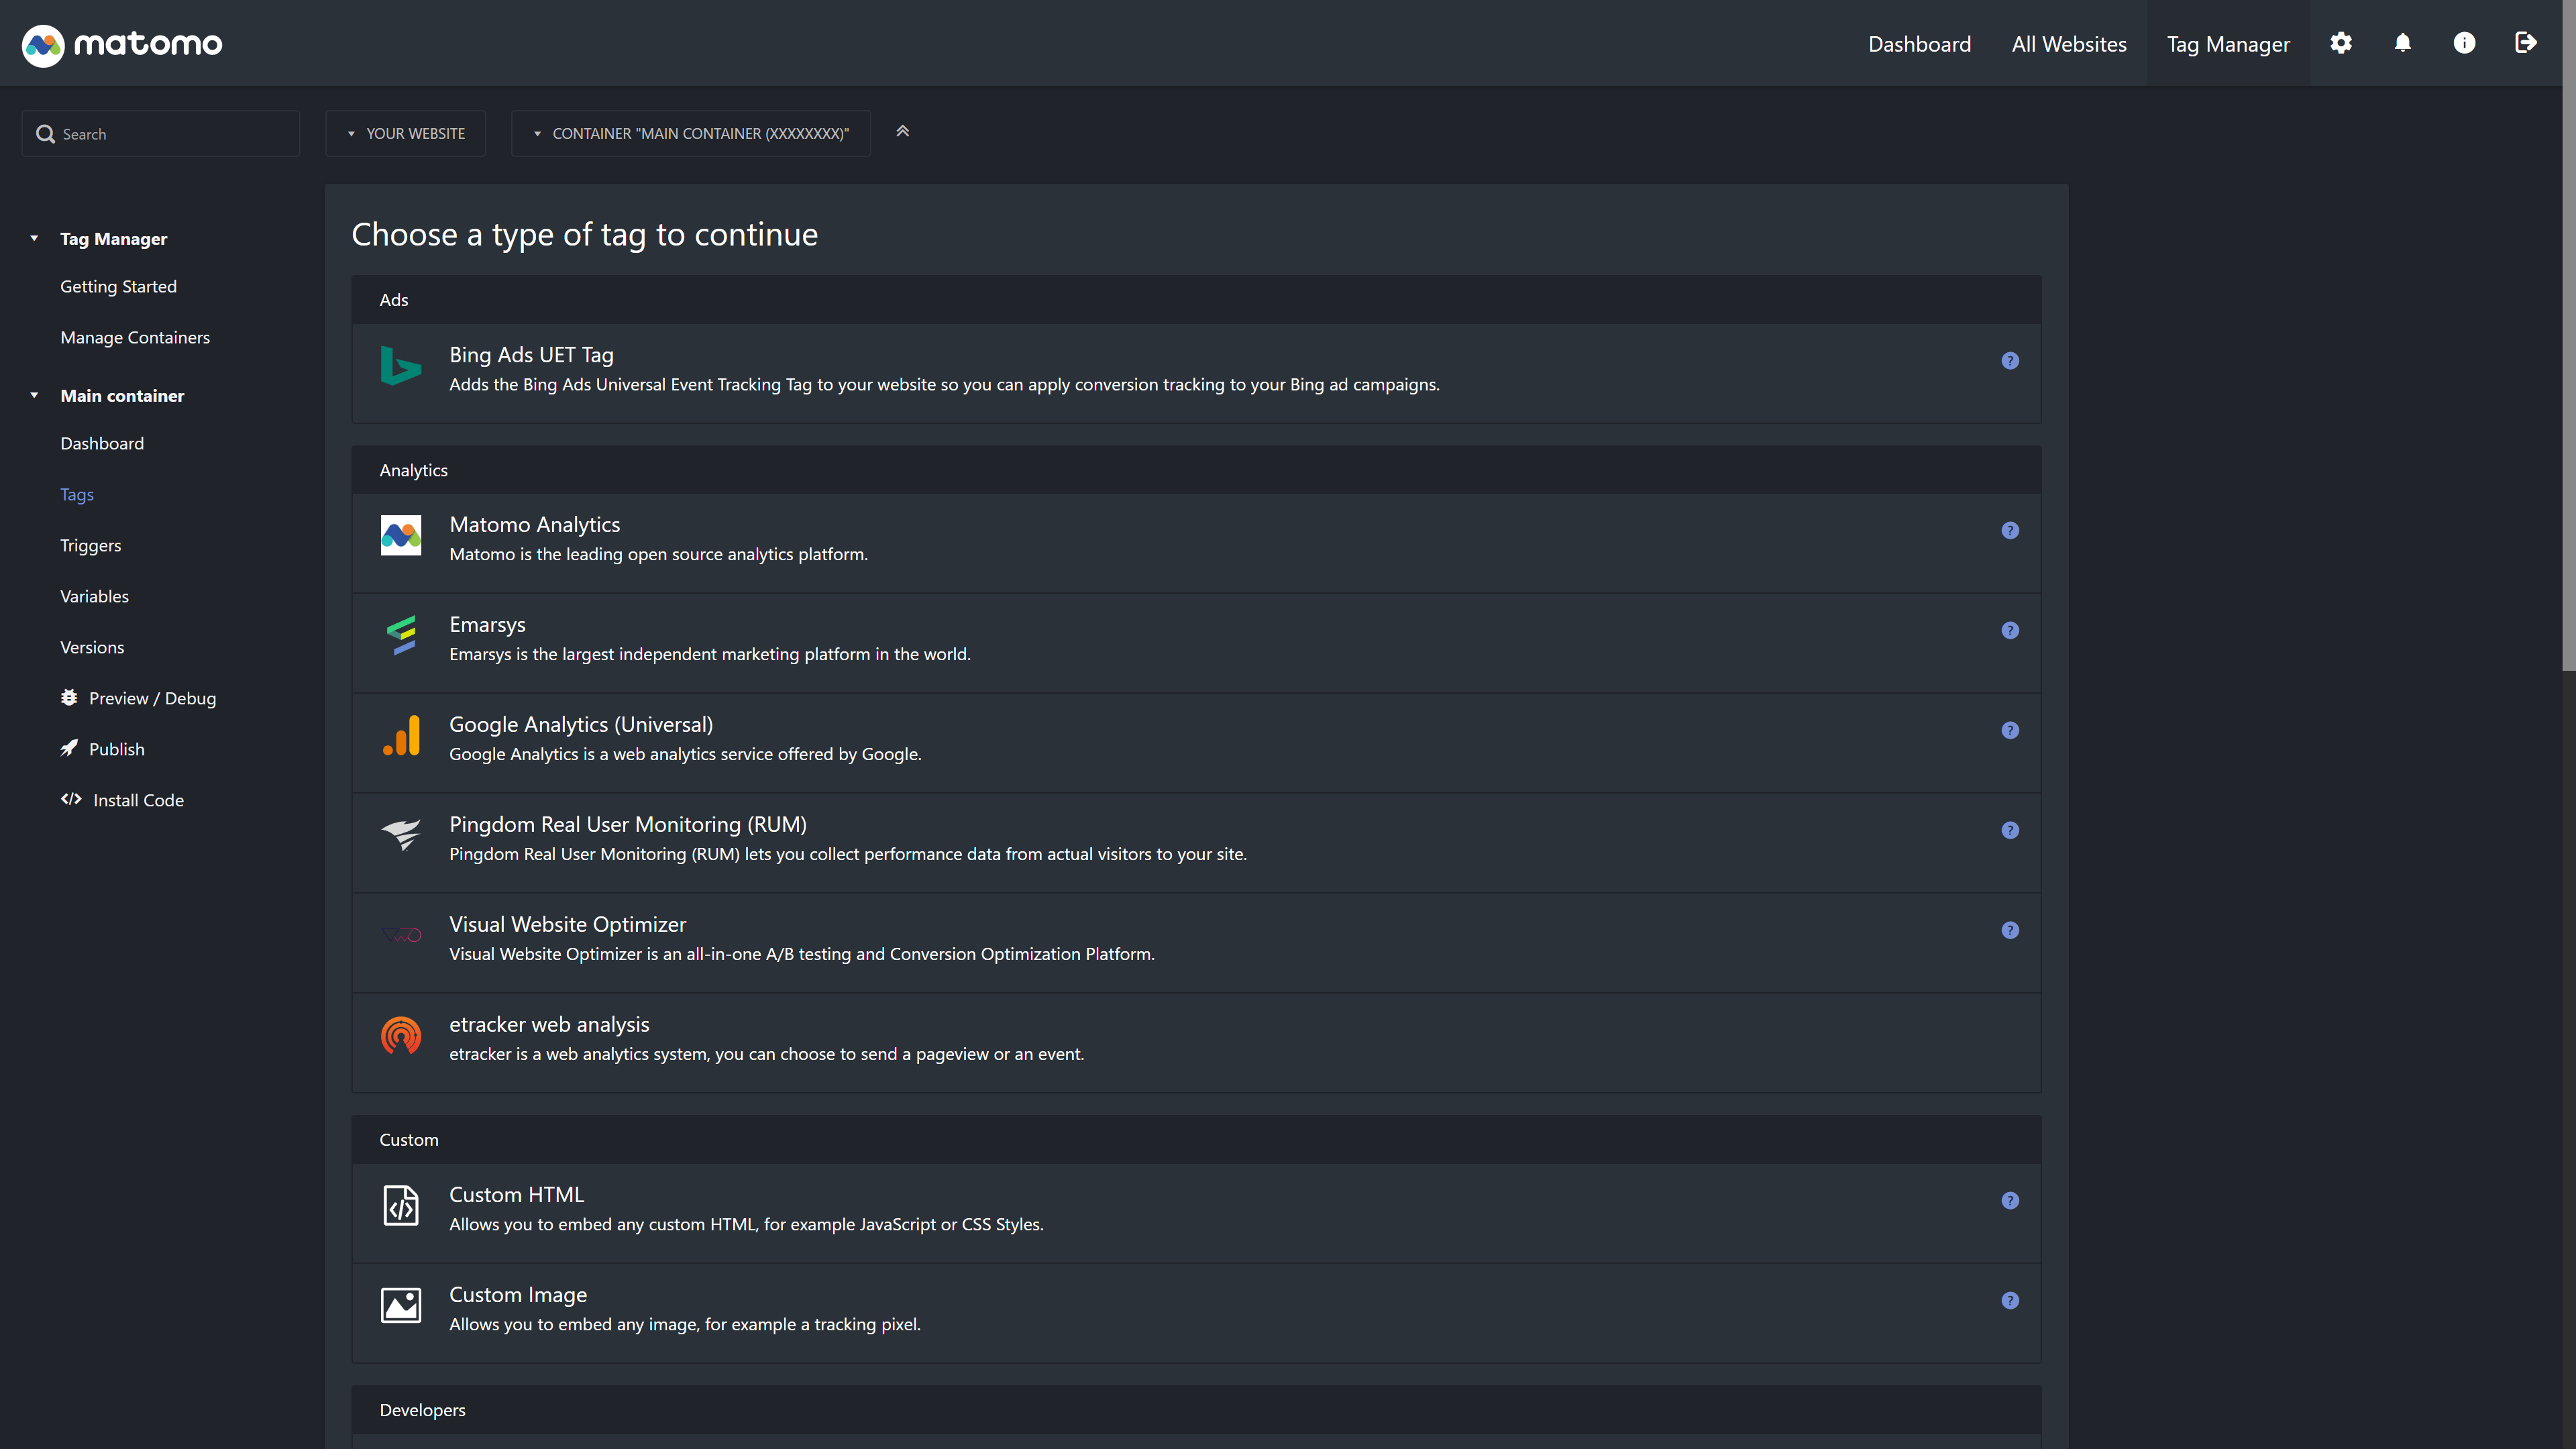 matomo
Dashboard
All Websites
Tag Manager
Search
YOUR WEBSITE
CONTAINER "MAIN CONTAINER (XXXXXXXX)"
Tag Manager
Getting Started
Manage Containers
Main container
Dashboard
Tags
Triggers
Variables
Versions
Preview / Debug
Publish
Install Code
Choose a type of tag to continue
Ads
Bing Ads UET Tag
Adds the Bing Ads Universal Event Tracking Tag to your website so you can apply conversion tracking to your Bing ad campaigns.
Analytics
Matomo Analytics
Matomo is the leading open source analytics platform.
Emarsys
Emarsys is the largest independent marketing platform in the world.
Google Analytics (Universal)
Google Analytics is a web analytics service offered by Google.
Pingdom Real User Monitoring (RUM)
Pingdom Real User Monitoring (RUM) lets you collect performance data from actual visitors to your site.
Visual Website Optimizer
Visual Website Optimizer is an all-in-one A/B testing and Conversion Optimization Platform.
etracker web analysis
etracker is a web analytics system, you can choose to send a pageview or an event.
Custom
Custom HTML
Allows you to embed any custom HTML, for example JavaScript or CSS Styles.
Custom Image
Allows you to embed any image, for example a tracking pixel.
Developers